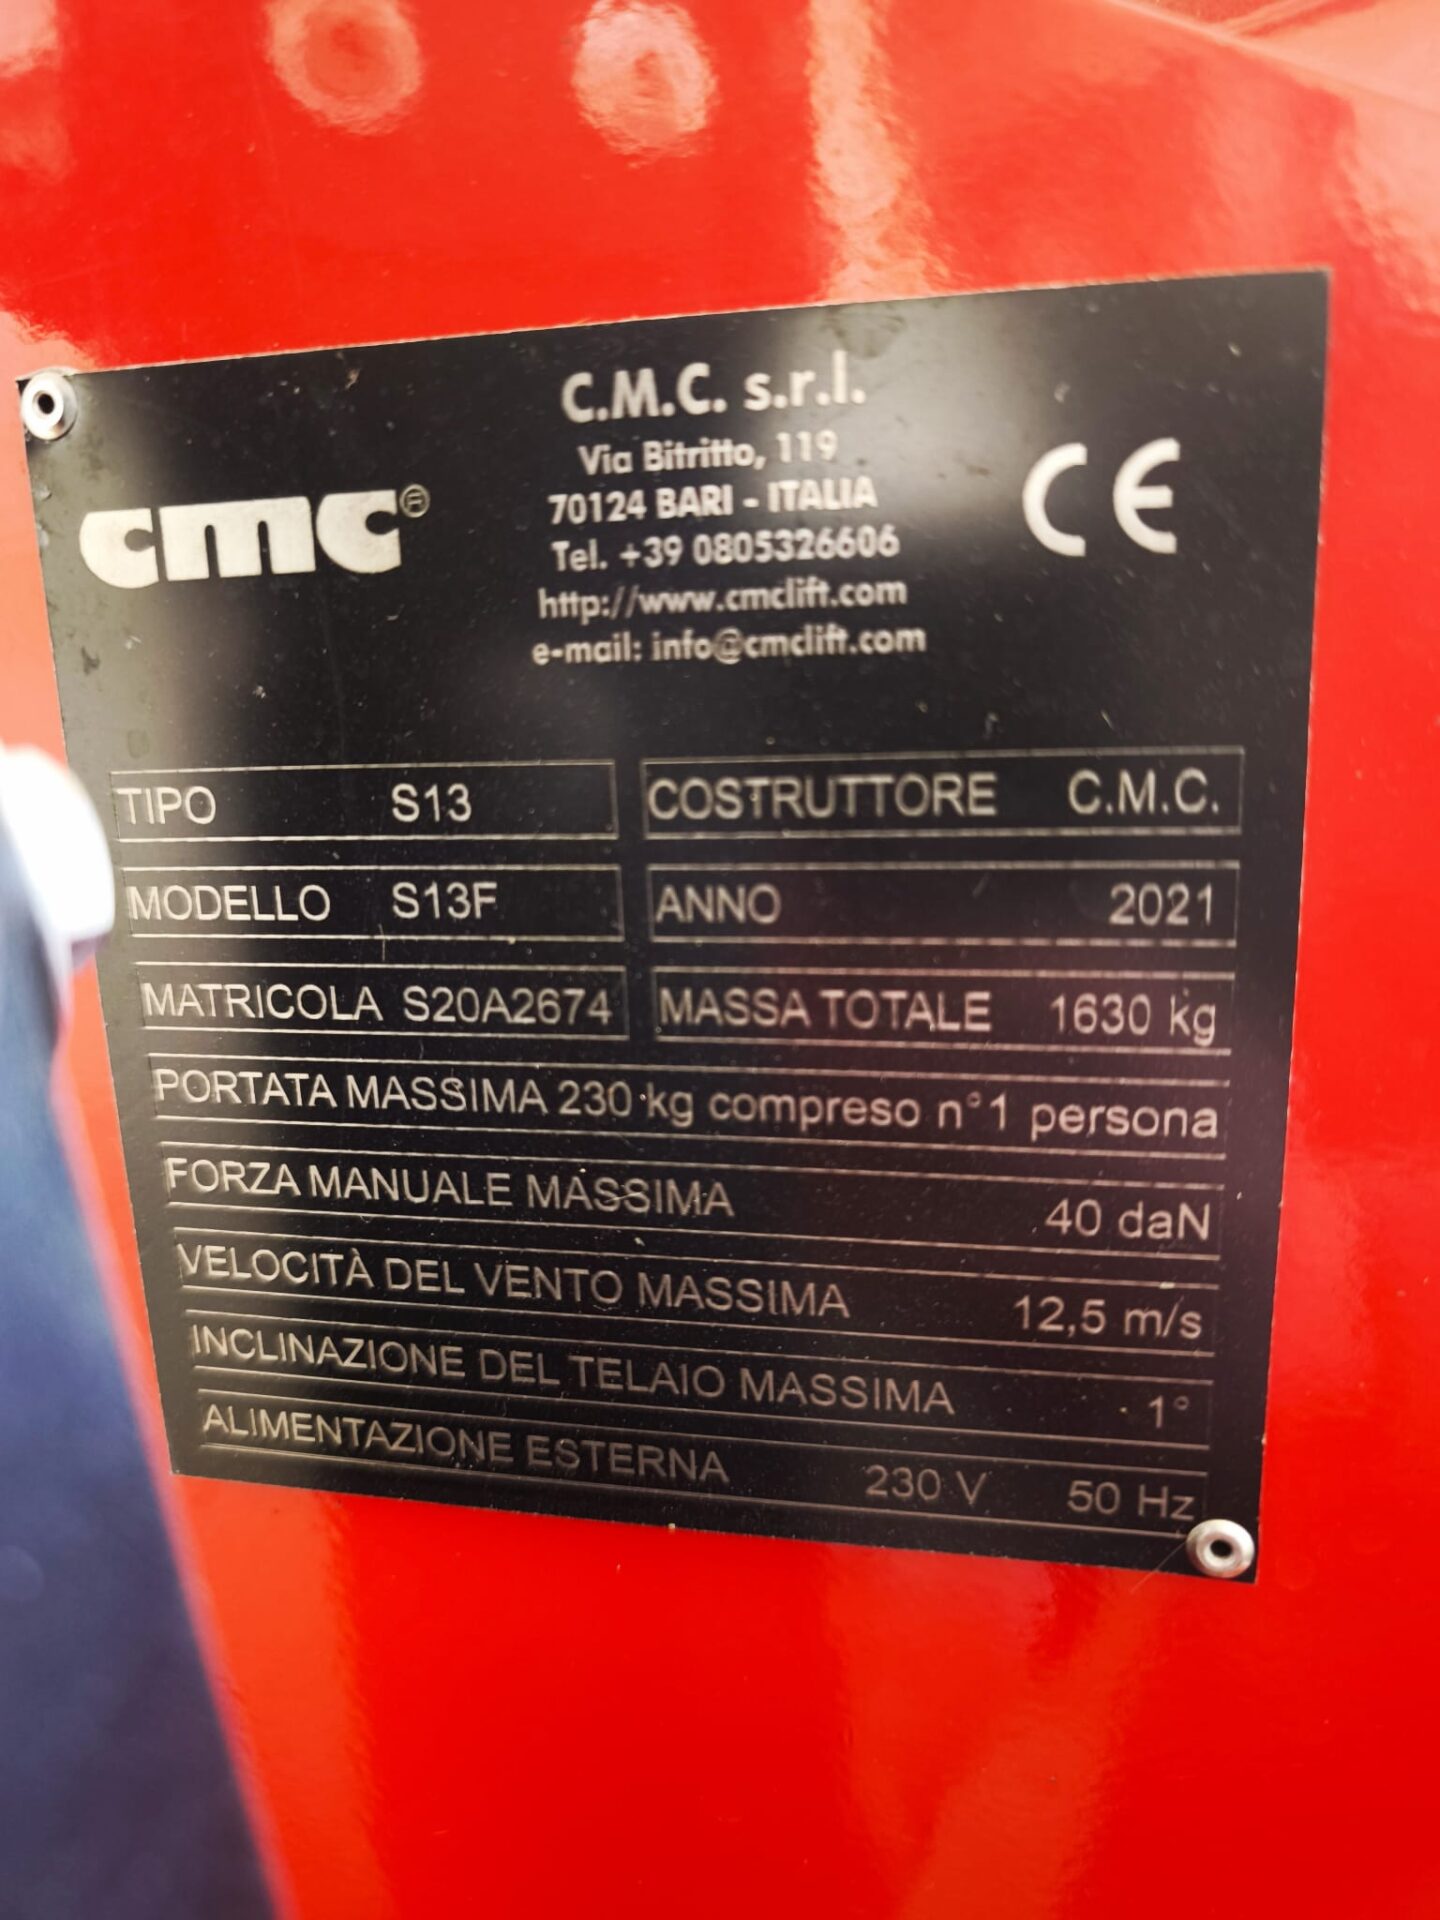 cmc®
C.M.C. s.r.l.
Via Bitritto, 119
70124 BARI - ITALIA
Tel. +39 0805326606
http://www.cmclift.com
e-mail: info@cmclift.com
CE
TIPO S13 COSTRUTTORE C.M.C.
MODELLO S13F ANNO 2021
MATRICOLA S20A2674 MASSA TOTALE 1630 kg
PORTATA MASSIMA 230 kg compreso n°1 persona
FORZA MANUALE MASSIMA 40 daN
VELOCITÀ DEL VENTO MASSIMA 12,5 m/s
INCLINAZIONE DEL TELAIO MASSIMA 1°
ALIMENTAZIONE ESTERNA 230 V 50 Hz